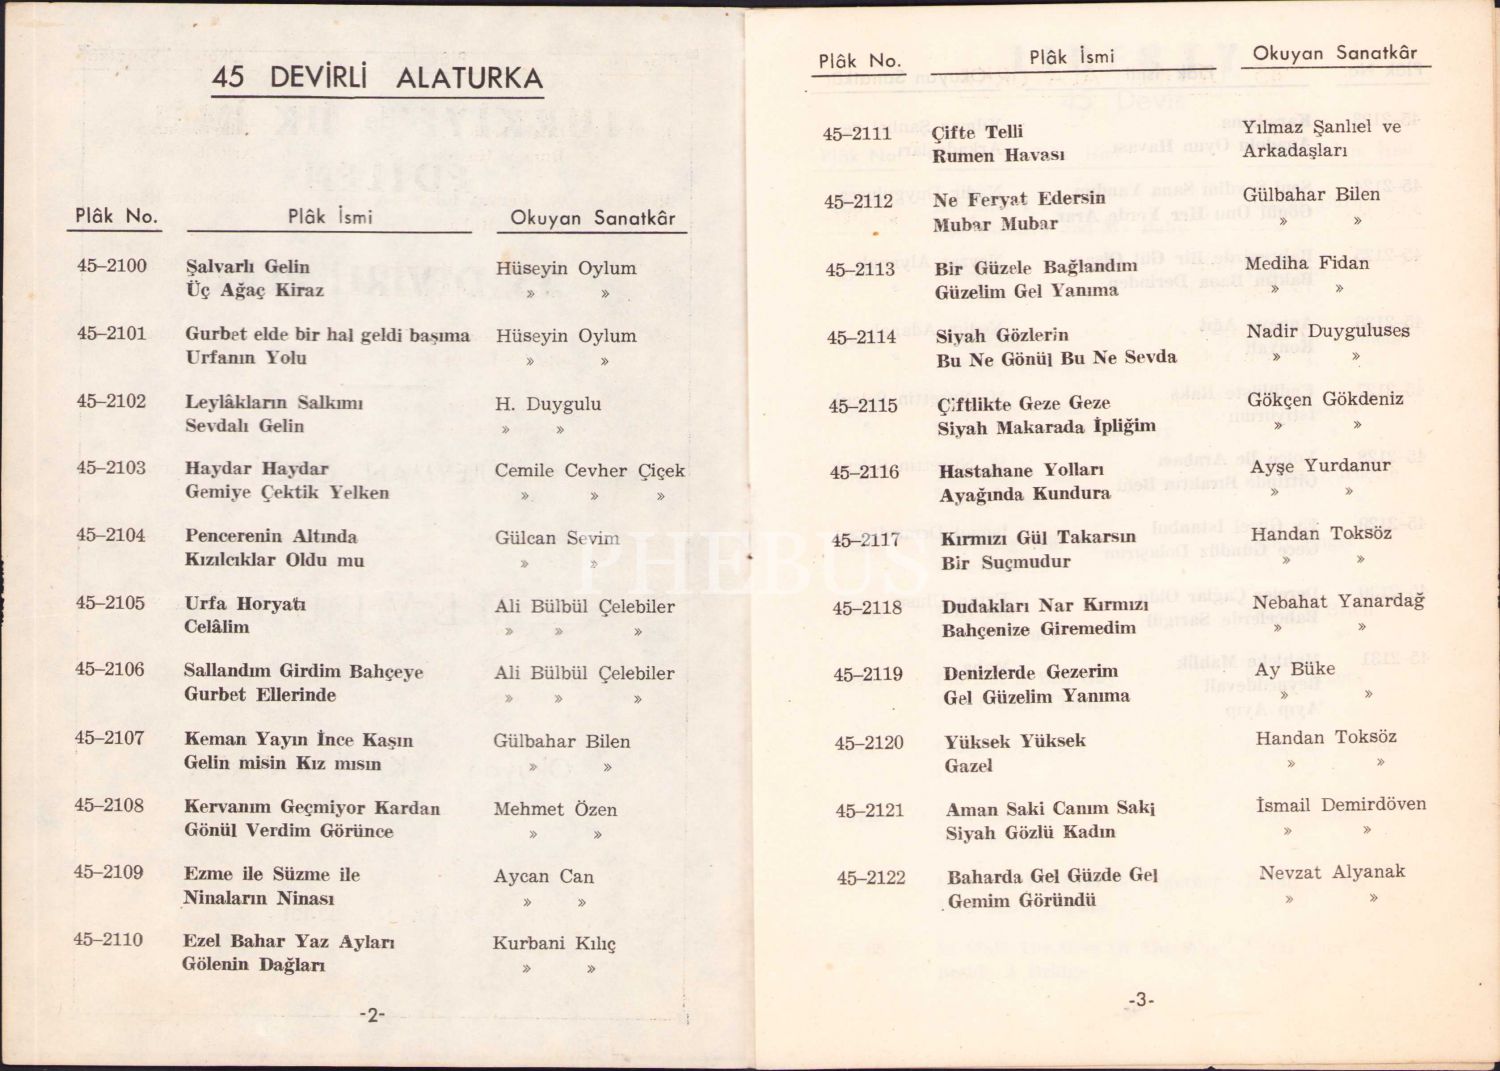 45 DEVİRLİ ALATURKA
Plâk No. Plâk İsmi Okuyan Sanatkâr
45–2100 Şalvarlı Gelin Hüseyin Oylum
Üç Ağaç Kiraz » »
45–2101 Gurbet elde bir hal geldi başıma Hüseyin Oylum
Urfanın Yolu » »
45–2102 Leylâkların Salkımı H. Duygulu
Sevdalı Gelin » »
45–2103 Haydar Haydar Cemile Cevher Çiçek
Gemiye Çektik Yelken » » »
45–2104 Pencerenin Altında Gülcan Sevim
Kızılcıklar Oldu mu » »
45–2105 Urfa Horyatı Ali Bülbül Çelebiler
Celâlim » » »
45–2106 Sallandım Girdim Bahçeye Ali Bülbül Çelebiler
Gurbet Ellerinde » » »
45–2107 Keman Yayın İnce Kaşın Gülbahar Bilen
Gelin misin Kız mısın » »
45–2108 Kervanım Geçmiyor Kardan Mehmet Özen
Gönül Verdim Görünce » »
45–2109 Ezme ile Süzme ile Aycan Can
Ninaların Ninası » »
45–2110 Ezel Bahar Yaz Ayları Kurbani Kılıç
Gölenin Dağları » »
-2-
Plâk No. Plâk İsmi Okuyan Sanatkâr
45–2111 Çifte Telli Yılmaz Şanlıel ve
Rumen Havası Arkadaşları
45–2112 Ne Feryat Edersin Gülbahar Bilen
Mubar Mubar » »
45–2113 Bir Güzele Bağlandım Mediha Fidan
Güzelim Gel Yanıma » »
45–2114 Siyah Gözlerin Nadir Duyguluses
Bu Ne Gönül Bu Ne Sevda » »
45–2115 Çiftlikte Geze Geze Gökçen Gökdeniz
Siyah Makarada İpliğim » »
45–2116 Hastahane Yolları Ayşe Yurdanur
Ayağında Kundura » »
45–2117 Kırmızı Gül Takarsın Handan Toksöz
Bir Suçmudur » »
45–2118 Dudakları Nar Kırmızı Nebahat Yanardağ
Bahçenize Giremedim » »
45–2119 Denizlerde Gezerim Ay Büke
Gel Güzelim Yanıma » »
45–2120 Yüksek Yüksek Handan Toksöz
Gazel » »
45–2121 Aman Saki Canım Saki İsmail Demirdöven
Siyah Gözlü Kadın » »
45–2122 Baharda Gel Güzde Gel Nevzat Alyanak
Gemim Göründü » »
-3-
PHEBUS